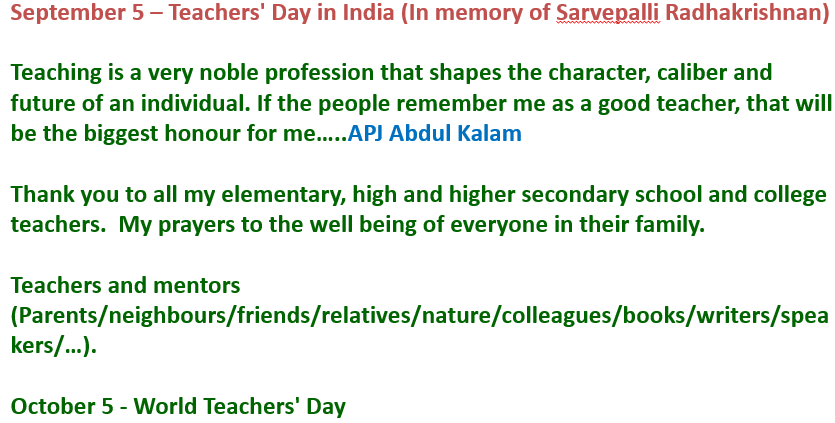 September 5 – Teachers' Day in India (In memory of Sarvepalli Radhakrishnan)
Teaching is a very noble profession that shapes the character, caliber and
future of an individual. If the people remember me as a good teacher, that will
be the biggest honour for me…..APJ Abdul Kalam
Thank you to all my elementary, high and higher secondary school and college
teachers.  My prayers to the well being of everyone in their family.
Teachers and mentors
(Parents/neighbours/friends/relatives/nature/colleagues/books/writers/spea
kers/…).
October 5 - World Teachers' Day